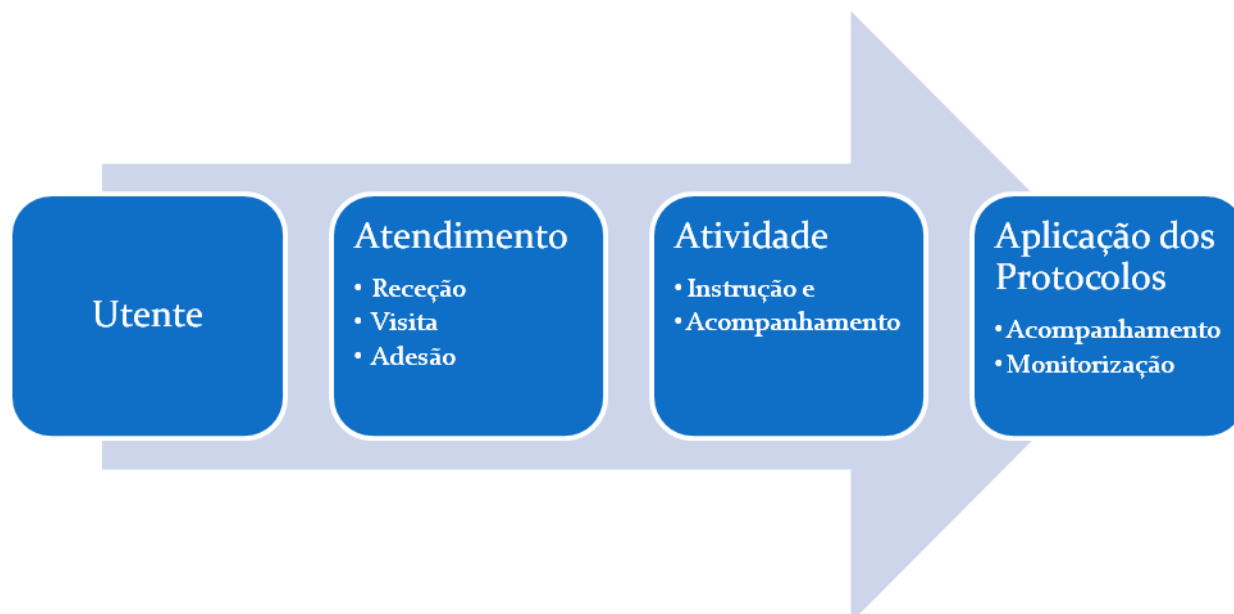 Utente
Atendimento
• Receção
• Visita
• Adesão
Atividade
• Instrução e
• Acompanhamento
Aplicação dos
Protocolos
• Acompanhamento
• Monitorização